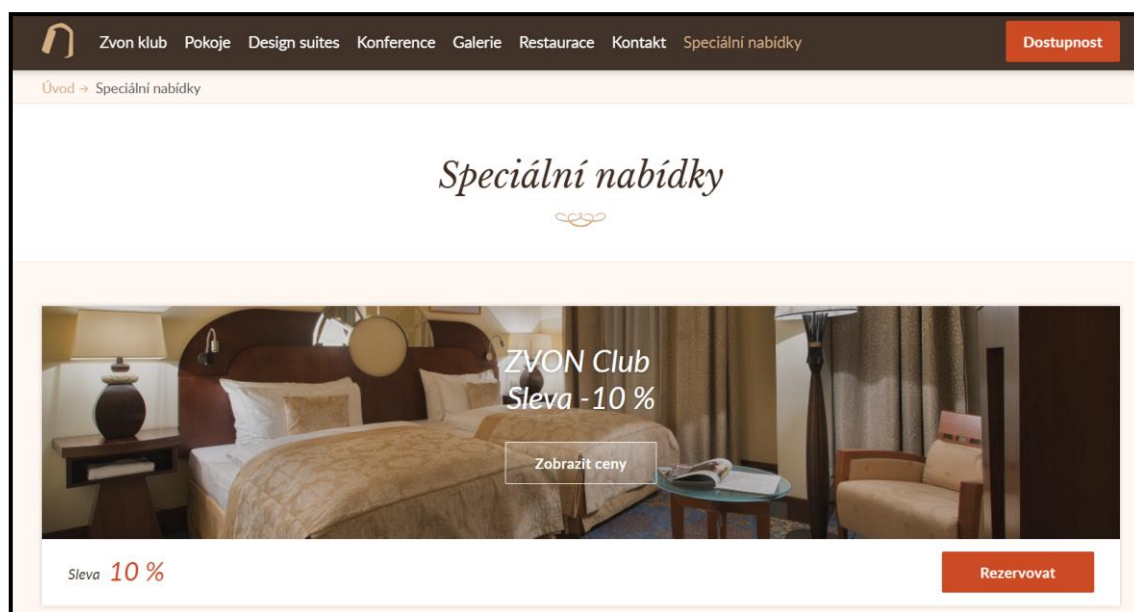 Zvon klub Pokoje Design suites Konference Galerie Restaurace Kontakt Speciální nabídky Dostupnost
Úvod → Speciální nabídky
Speciální nabídky
ZVON Club
Sleva -10 %
Zobrazit ceny
Sleva 10 % Rezervovat